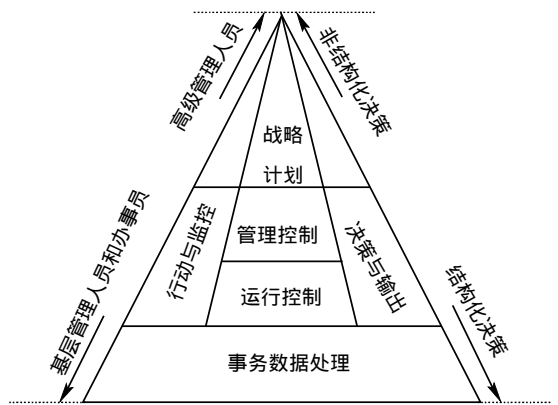 高级管理人员
非结构化决策
战略
计划
基层管理人员和办事员
行动与监控
管理控制
决策与输出
运行控制
结构化决策
事务数据处理